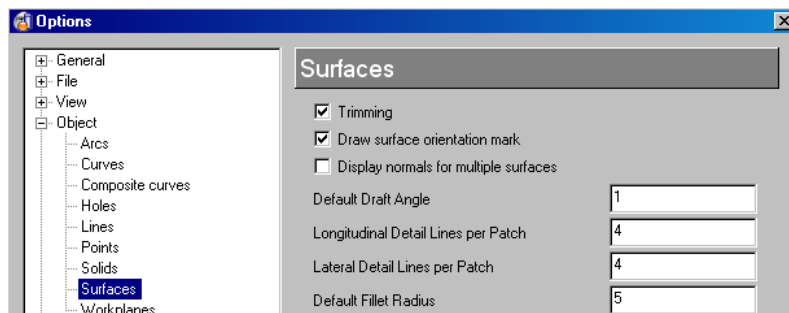 Options
General
File
View
Object
Arcs
Curves
Composite curves
Holes
Lines
Points
Solids
Surfaces
Workplanes
Surfaces
Trimming
Draw surface orientation mark
Display normals for multiple surfaces
Default Draft Angle 1
Longitudinal Detail Lines per Patch 4
Lateral Detail Lines per Patch 4
Default Fillet Radius 5